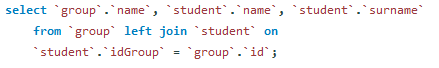 select `group`.`name`, `student`.`name`, `student`.`surname`
from `group` left join `student` on
`student`.`idGroup` = `group`.`id`;